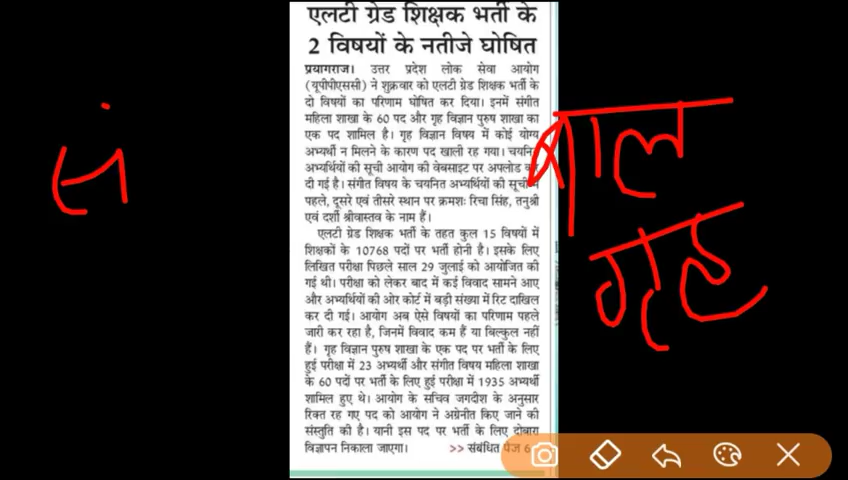 एलटी ग्रेड शिक्षक भर्ती के
2 विषयों के नतीजे घोषित
प्रयागराज। उत्तर प्रदेश लोक सेवा आयोग
(यूपीपीएससी) ने शुक्रवार को एलटी ग्रेड शिक्षक भर्ती के
दो विषयों का परिणाम घोषित कर दिया। इनमें संगीत
महिला शाखा के 60 पद और गृह विज्ञान पुरुष शाखा का
एक पद शामिल है। गृह विज्ञान विषय में कोई योग्य
अभ्यर्थी न मिलने के कारण पद खाली रह गया। चयनित
अभ्यर्थियों की सूची आयोग की वेबसाइट पर अपलोड कर
दी गई है। संगीत विषय के चयनित अभ्यर्थियों की सूची में
पहले, दूसरे एवं तीसरे स्थान पर क्रमशः रिचा सिंह, तनुश्री
एवं दर्शी श्रीवास्तव के नाम हैं।
एलटी ग्रेड शिक्षक भर्ती के तहत कुल 15 विषयों में
शिक्षकों के 10768 पदों पर भर्ती होनी है। इसके लिए
लिखित परीक्षा पिछले साल 29 जुलाई को आयोजित की
गई थी। परीक्षा को लेकर बाद में कई विवाद सामने आए
और अभ्यर्थियों की ओर कोर्ट में बड़ी संख्या में रिट दाखिल
कर दी गई। आयोग अब ऐसे विषयों का परिणाम पहले
जारी कर रहा है, जिनमें विवाद कम हैं या बिल्कुल नहीं
हैं। गृह विज्ञान पुरुष शाखा के एक पद पर भर्ती के लिए
हुई परीक्षा में 23 अभ्यर्थी और संगीत विषय महिला शाखा
के 60 पदों पर भर्ती के लिए हुई परीक्षा में 1935 अभ्यर्थी
शामिल हुए थे। आयोग के सचिव जगदीश के अनुसार
रिक्त रह गए पद को आयोग ने अग्रेनीत किए जाने की
संस्तुति की है। यानी इस पद पर भर्ती के लिए दोबारा
विज्ञापन निकाला जाएगा। >> संबंधित पेज 6
गृह